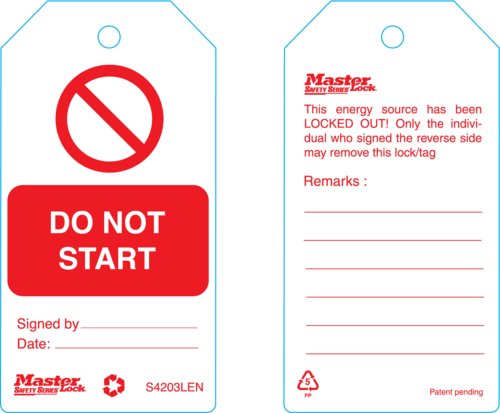 DO NOT
START
Signed by
Date:
Master Lock
SAFETY SERIES
S4203LEN
Master Lock
SAFETY SERIES
This energy source has been
LOCKED OUT! Only the indivi-
dual who signed the reverse side
may remove this lock/tag
Remarks :
5
PP
Patent pending